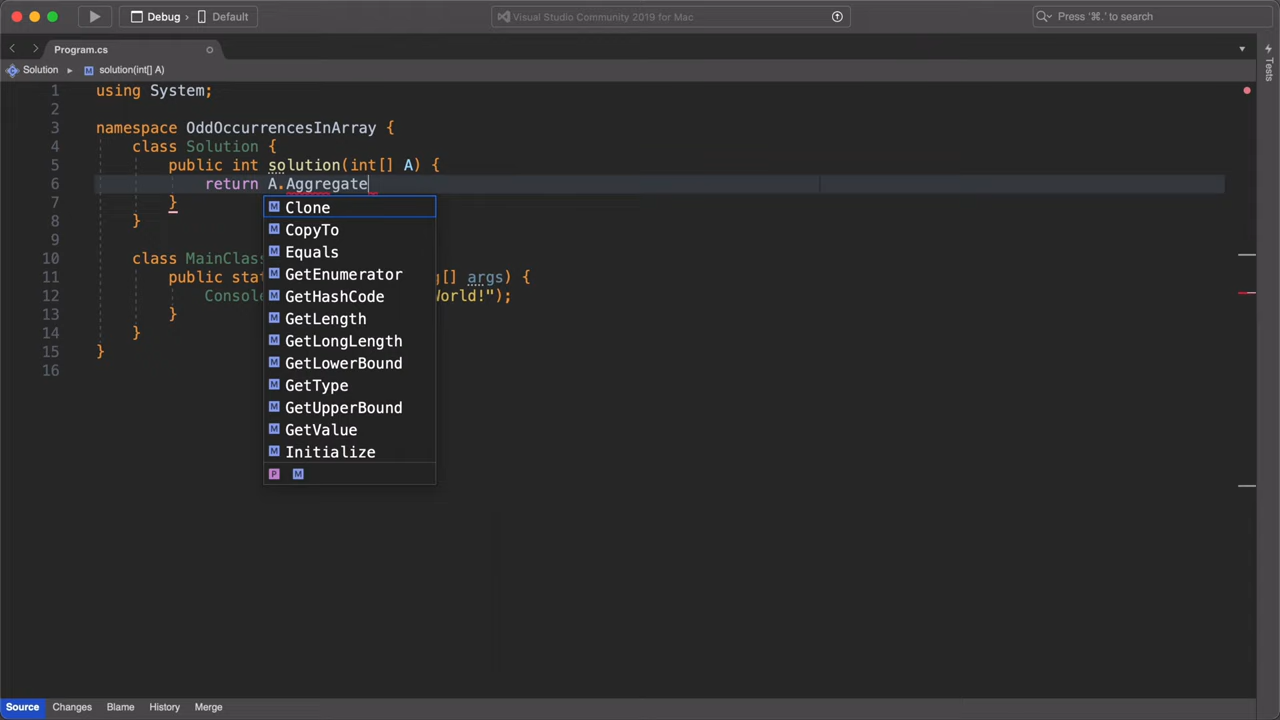 Debug › Default
Visual Studio Community 2019 for Mac
Press '⌘.' to search
Program.cs
Solution ▸ solution(int[] A)
Tests
1 using System;
2
3 namespace OddOccurrencesInArray {
4 class Solution {
5 public int solution(int[] A) {
6 return A.Aggregate
7 }
8 }
9
10 class MainClass
11 public stat g[] args) {
12 Console World!");
13 }
14 }
15 }
16
Clone
CopyTo
Equals
GetEnumerator
GetHashCode
GetLength
GetLongLength
GetLowerBound
GetType
GetUpperBound
GetValue
Initialize
P M
Source Changes Blame History Merge